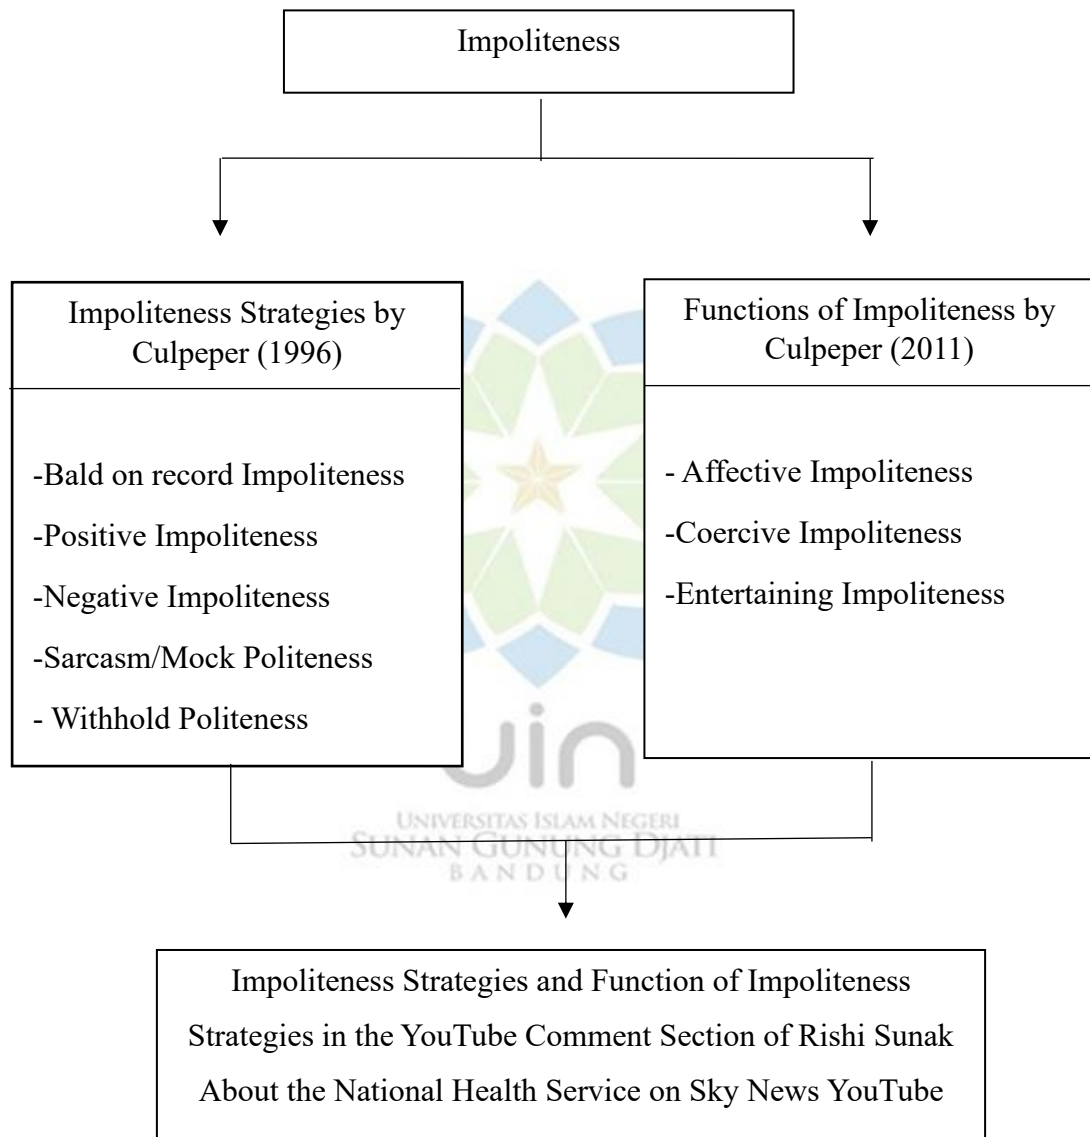 Impoliteness
Impoliteness Strategies by
Culpeper (1996)
-Bald on record Impoliteness
-Positive Impoliteness
-Negative Impoliteness
-Sarcasm/Mock Politeness
- Withhold Politeness
Functions of Impoliteness by
Culpeper (2011)
- Affective Impoliteness
-Coercive Impoliteness
-Entertaining Impoliteness
uin
UNIVERSITAS ISLAM NEGERI
SUNAN GUNUNG DJATI
BANDUNG
Impoliteness Strategies and Function of Impoliteness
Strategies in the YouTube Comment Section of Rishi Sunak
About the National Health Service on Sky News YouTube